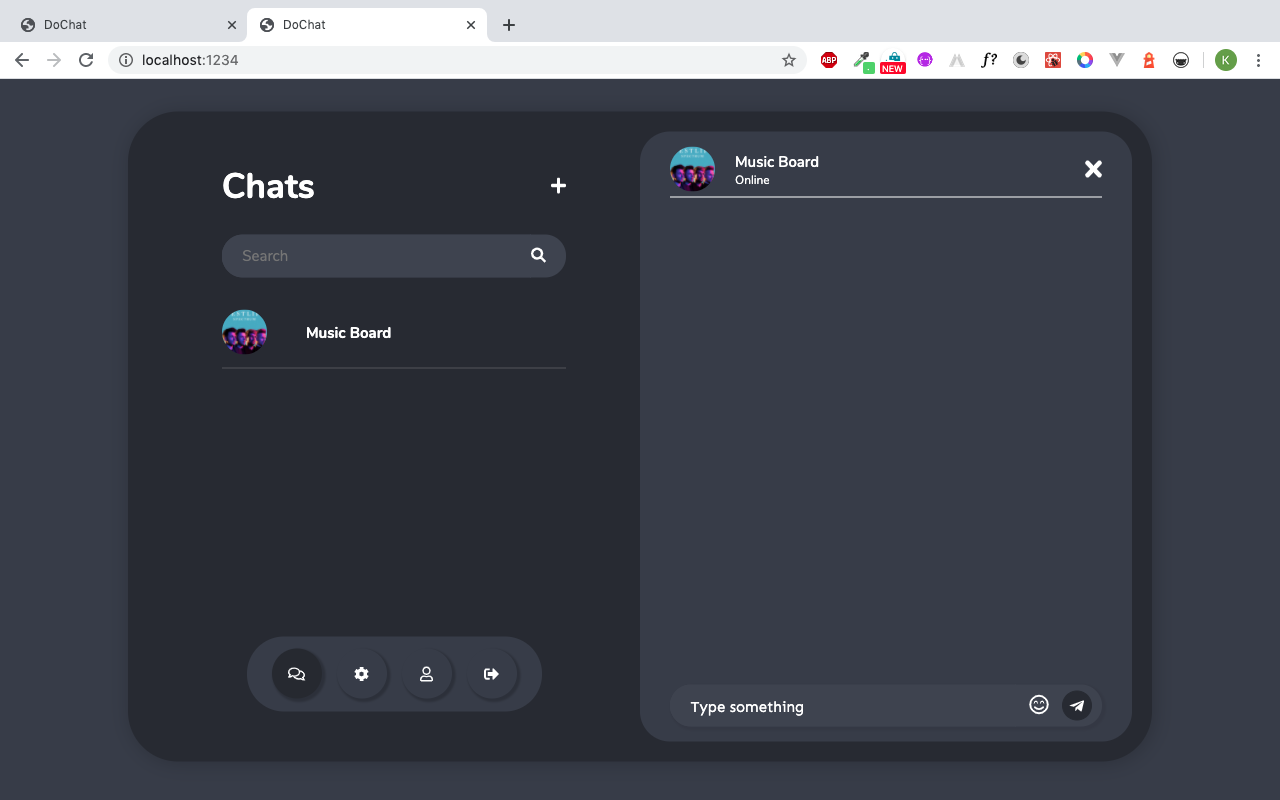 DoChat
DoChat
localhost:1234
ABP
NEW
f?
K
Chats
Search
Music Board
Music Board
Online
Type something